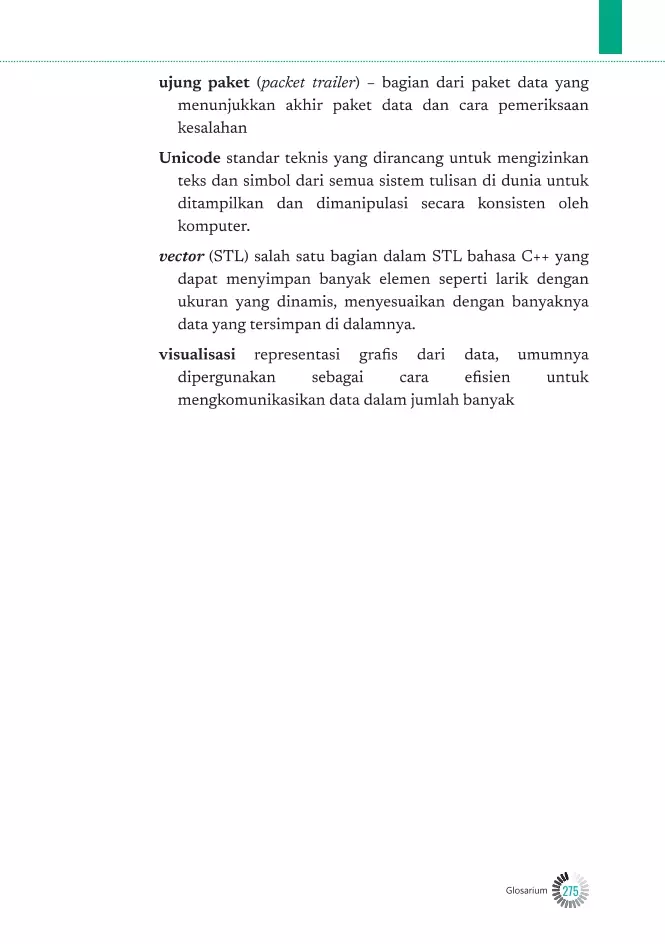 ujung paket (packet trailer) – bagian dari paket data yang
menunjukkan akhir paket data dan cara pemeriksaan
kesalahan
Unicode standar teknis yang dirancang untuk mengizinkan
teks dan simbol dari semua sistem tulisan di dunia untuk
ditampilkan dan dimanipulasi secara konsisten oleh
komputer.
vector (STL) salah satu bagian dalam STL bahasa C++ yang
dapat menyimpan banyak elemen seperti larik dengan
ukuran yang dinamis, menyesuaikan dengan banyaknya
data yang tersimpan di dalamnya.
visualisasi representasi grafis dari data, umumnya
dipergunakan sebagai cara efisien untuk
mengkomunikasikan data dalam jumlah banyak
Glosarium 275